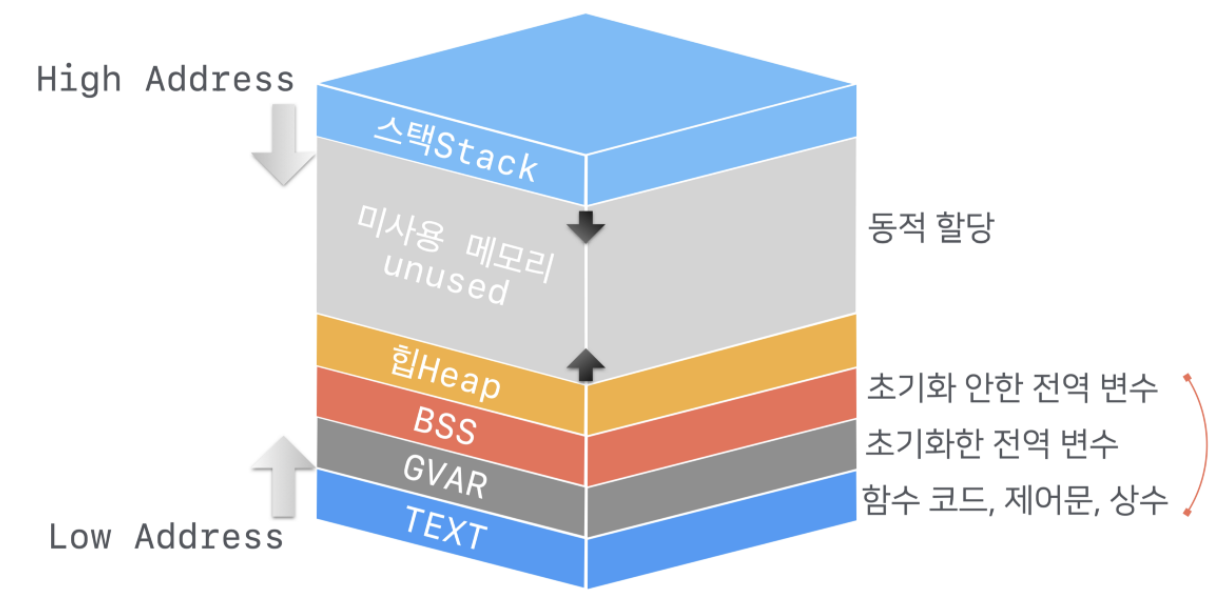 High Address
스택Stack
미사용 메모리
unused
동적 할당
힙Heap
초기화 안한 전역 변수
BSS
초기화한 전역 변수
GVAR
함수 코드, 제어문, 상수
TEXT
Low Address